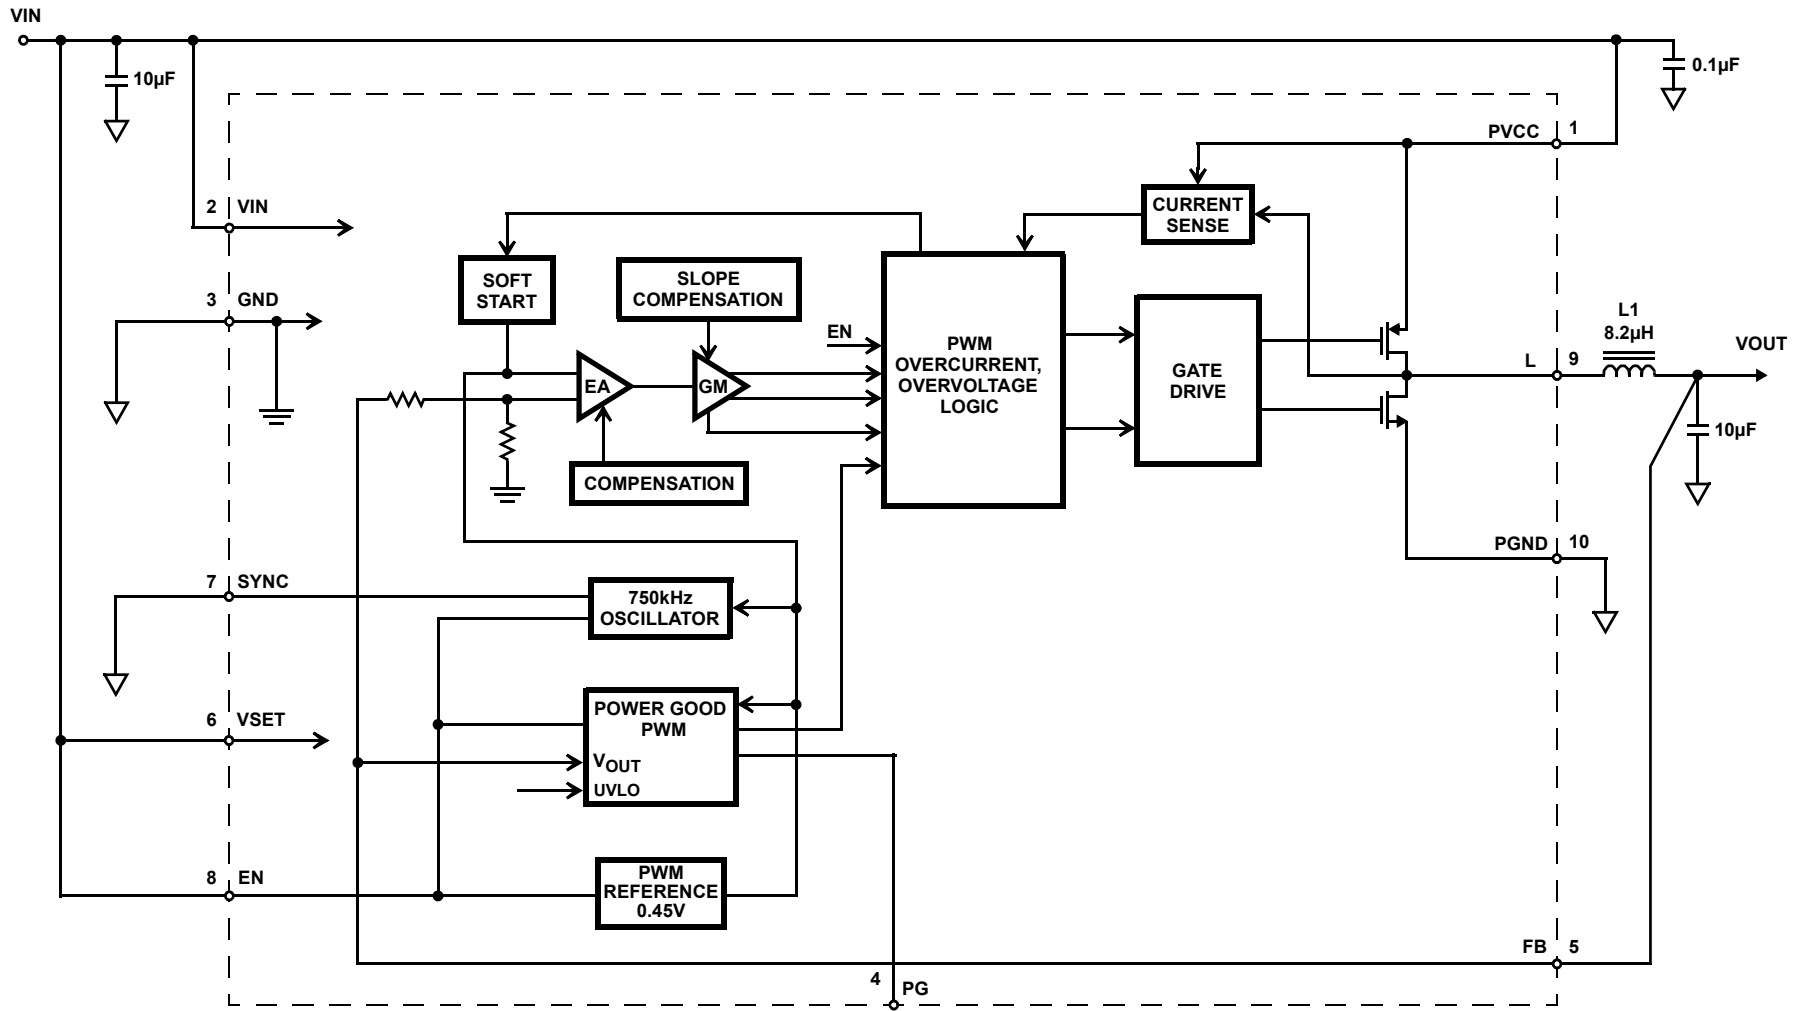 VIN
10µF
0.1µF
PVCC
1
2
VIN
CURRENT
SENSE
SOFT
START
SLOPE
COMPENSATION
3
GND
EN
PWM
OVERCURRENT,
OVERVOLTAGE
LOGIC
GATE
DRIVE
L1
8.2µH
L
9
VOUT
EA
GM
10µF
COMPENSATION
PGND
10
7
SYNC
750kHz
OSCILLATOR
6
VSET
POWER GOOD
PWM
VOUT
UVLO
8
EN
PWM
REFERENCE
0.45V
FB
5
4
PG